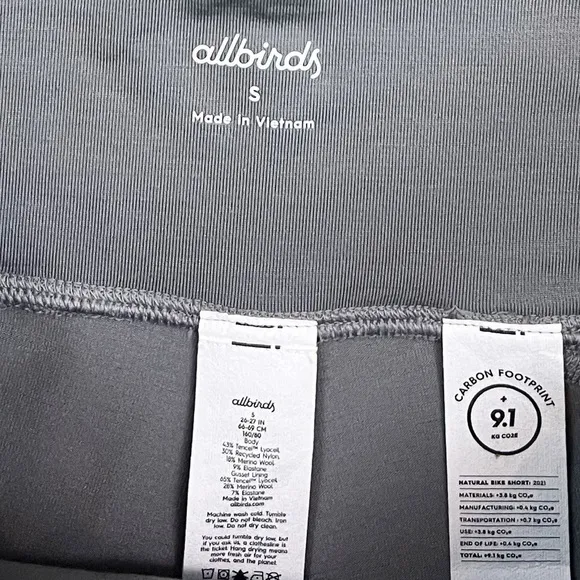 allbirds
S
Made in Vietnam
allbirds
S
26-27 IN
66-69 CM
160/80
Body
43% Tencel™ Lyocell
30% Recycled Nylon
18% Merino Wool
9% Elastane
Gusset Lining
65% Tencel™ Lyocell
28% Merino Wool
7% Elastane
Made in Vietnam
allbirds.com
Machine wash cold. Tumble
dry low. Do not bleach. Iron
low. Do not dry clean.
You could tumble dry low, but
if you ask us, a clothesline is
the ticket. Hang drying means
more fresh air for you
and less impact on
CARBON FOOTPRINT
+
9.1
KG CO2E
NATURAL BIKE SHORT: 2021
MATERIALS: +3.8 kg CO₂e
MANUFACTURING: +0.4 kg CO₂e
TRANSPORTATION: +0.7 kg CO₂e
USE: +3.8 kg CO₂e
END OF LIFE: +0.4 kg CO₂e
TOTAL: +9.1 kg CO₂e